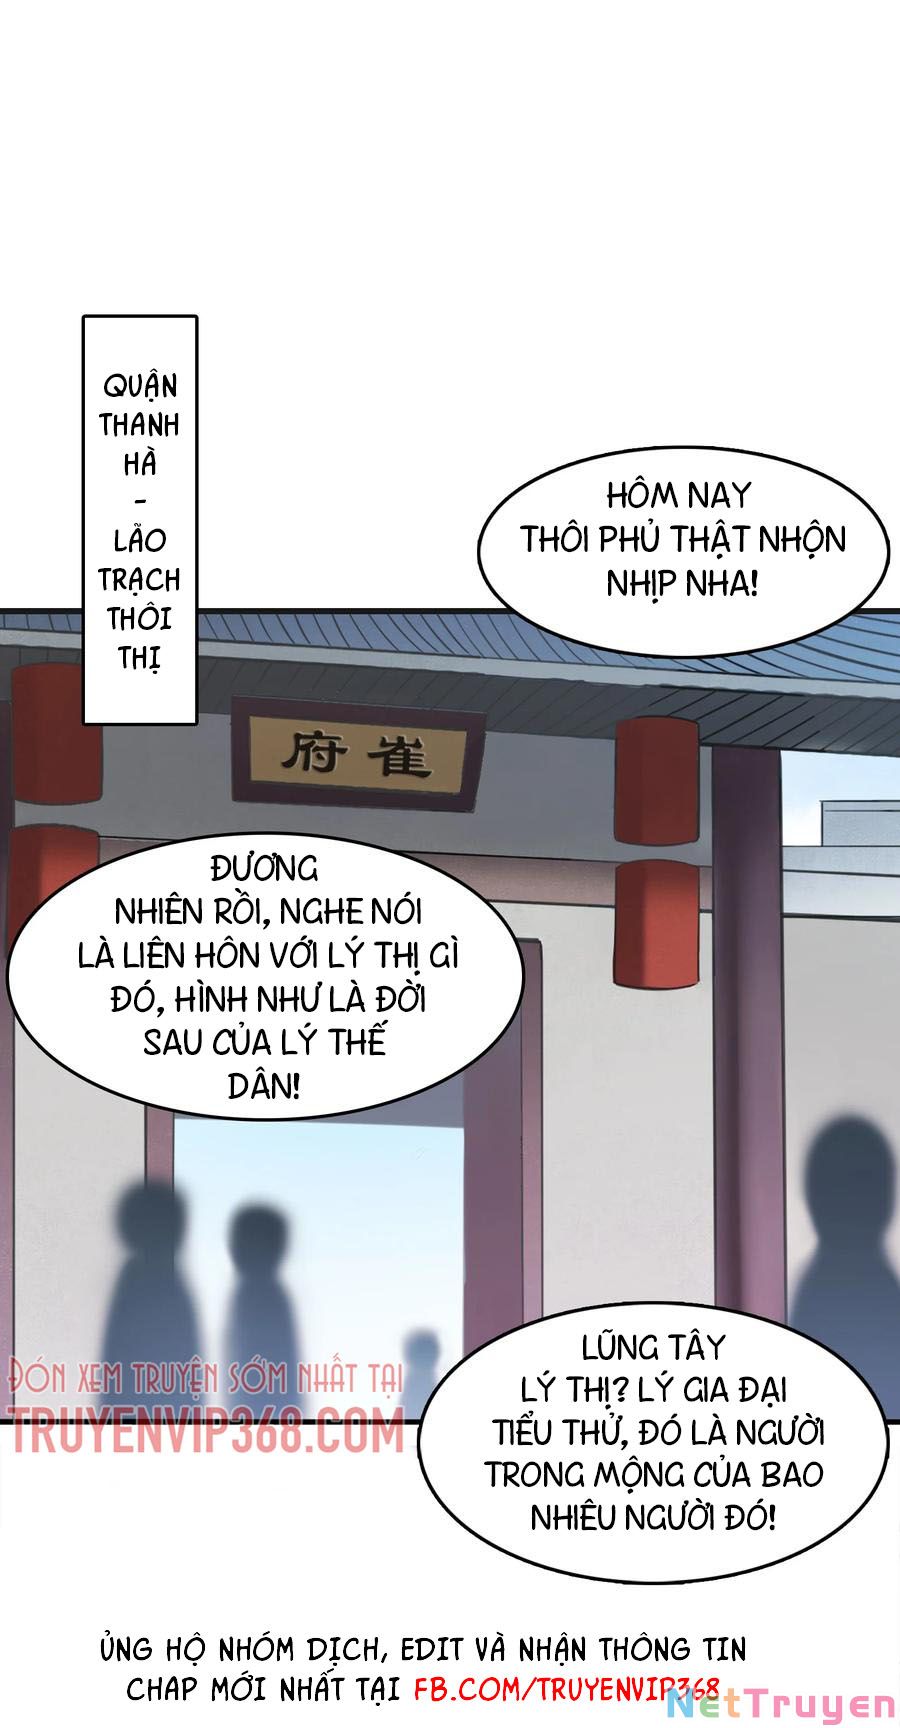 QUẬN
THANH
HÀ
-
LÃO
TRẠCH
THÔI
THỊ
HÔM NAY
THÔI PHỦ THẬT NHỘN
NHỊP NHA!
府 崔
ĐƯƠNG
NHIÊN RỒI, NGHE NÓI
LÀ LIÊN HÔN VỚI LÝ THỊ GÌ
ĐÓ, HÌNH NHƯ LÀ ĐỜI
SAU CỦA LÝ THẾ
DÂN!
LŨNG TÂY
LÝ THỊ? LÝ GIA ĐẠI
TIỂU THỬ, ĐÓ LÀ NGƯỜI
TRONG MỘNG CỦA BAO
NHIÊU NGƯỜI ĐÓ!
ĐÓN XEM TRUYỆN SỚM NHẤT TẠI
TRUYENVIP368.COM
ỦNG HỘ NHÓM DỊCH, EDIT VÀ NHẬN THÔNG TIN
CHAP MỚI NHẤT TẠI FB.COM/TRUYENVIP368
NetTruyen